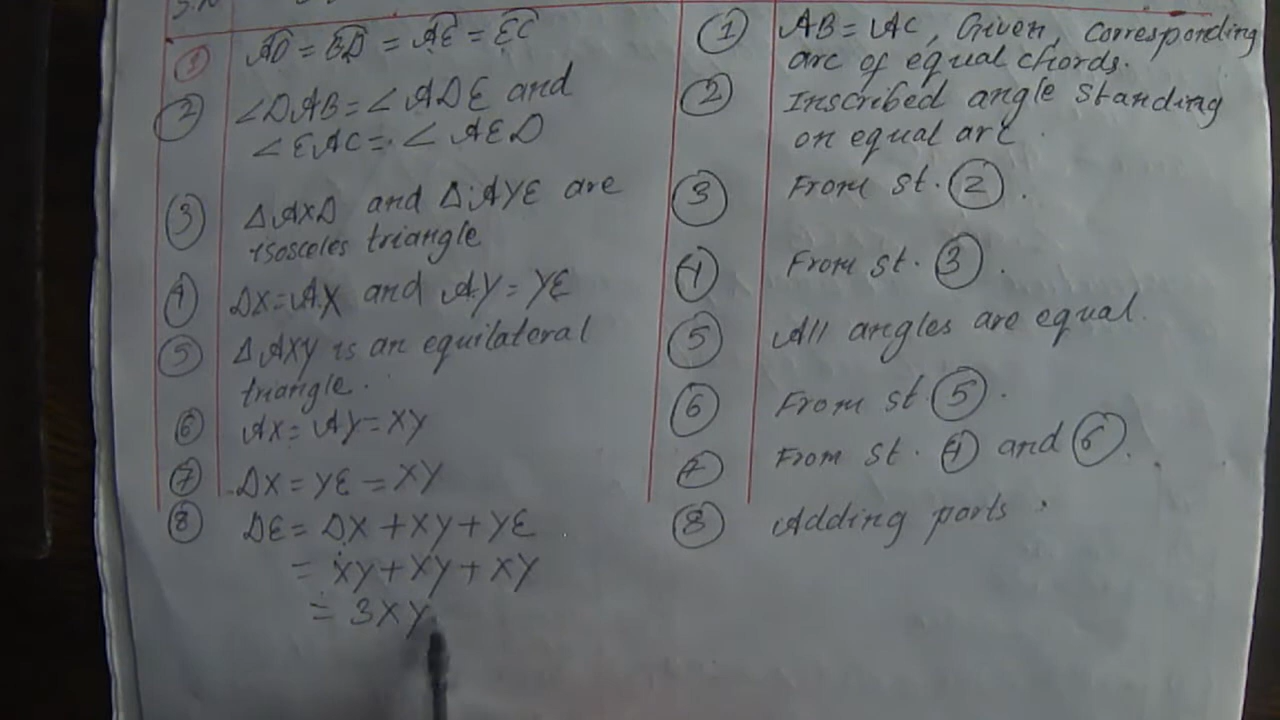 S.N
① A͡D = B͡D = A͡E = E͡C ① AB = AC, Given, corresponding
arc of equal chords.
② ∠DAB = ∠ADE and ② Inscribed angle standing
∠EAC = ∠AED on equal arc.
③ ΔAXD and ΔAYE are ③ From st. ②.
isosceles triangle
④ DX = AX and AY = YE ④ From st. ③.
⑤ ΔAXY is an equilateral ⑤ All angles are equal.
triangle.
⑥ AX = AY = XY ⑥ From st. ⑤.
⑦ DX = YE = XY ⑦ From st. ④ and ⑥.
⑧ DE = DX + XY + YE ⑧ Adding parts.
= XY + XY + XY
= 3XY